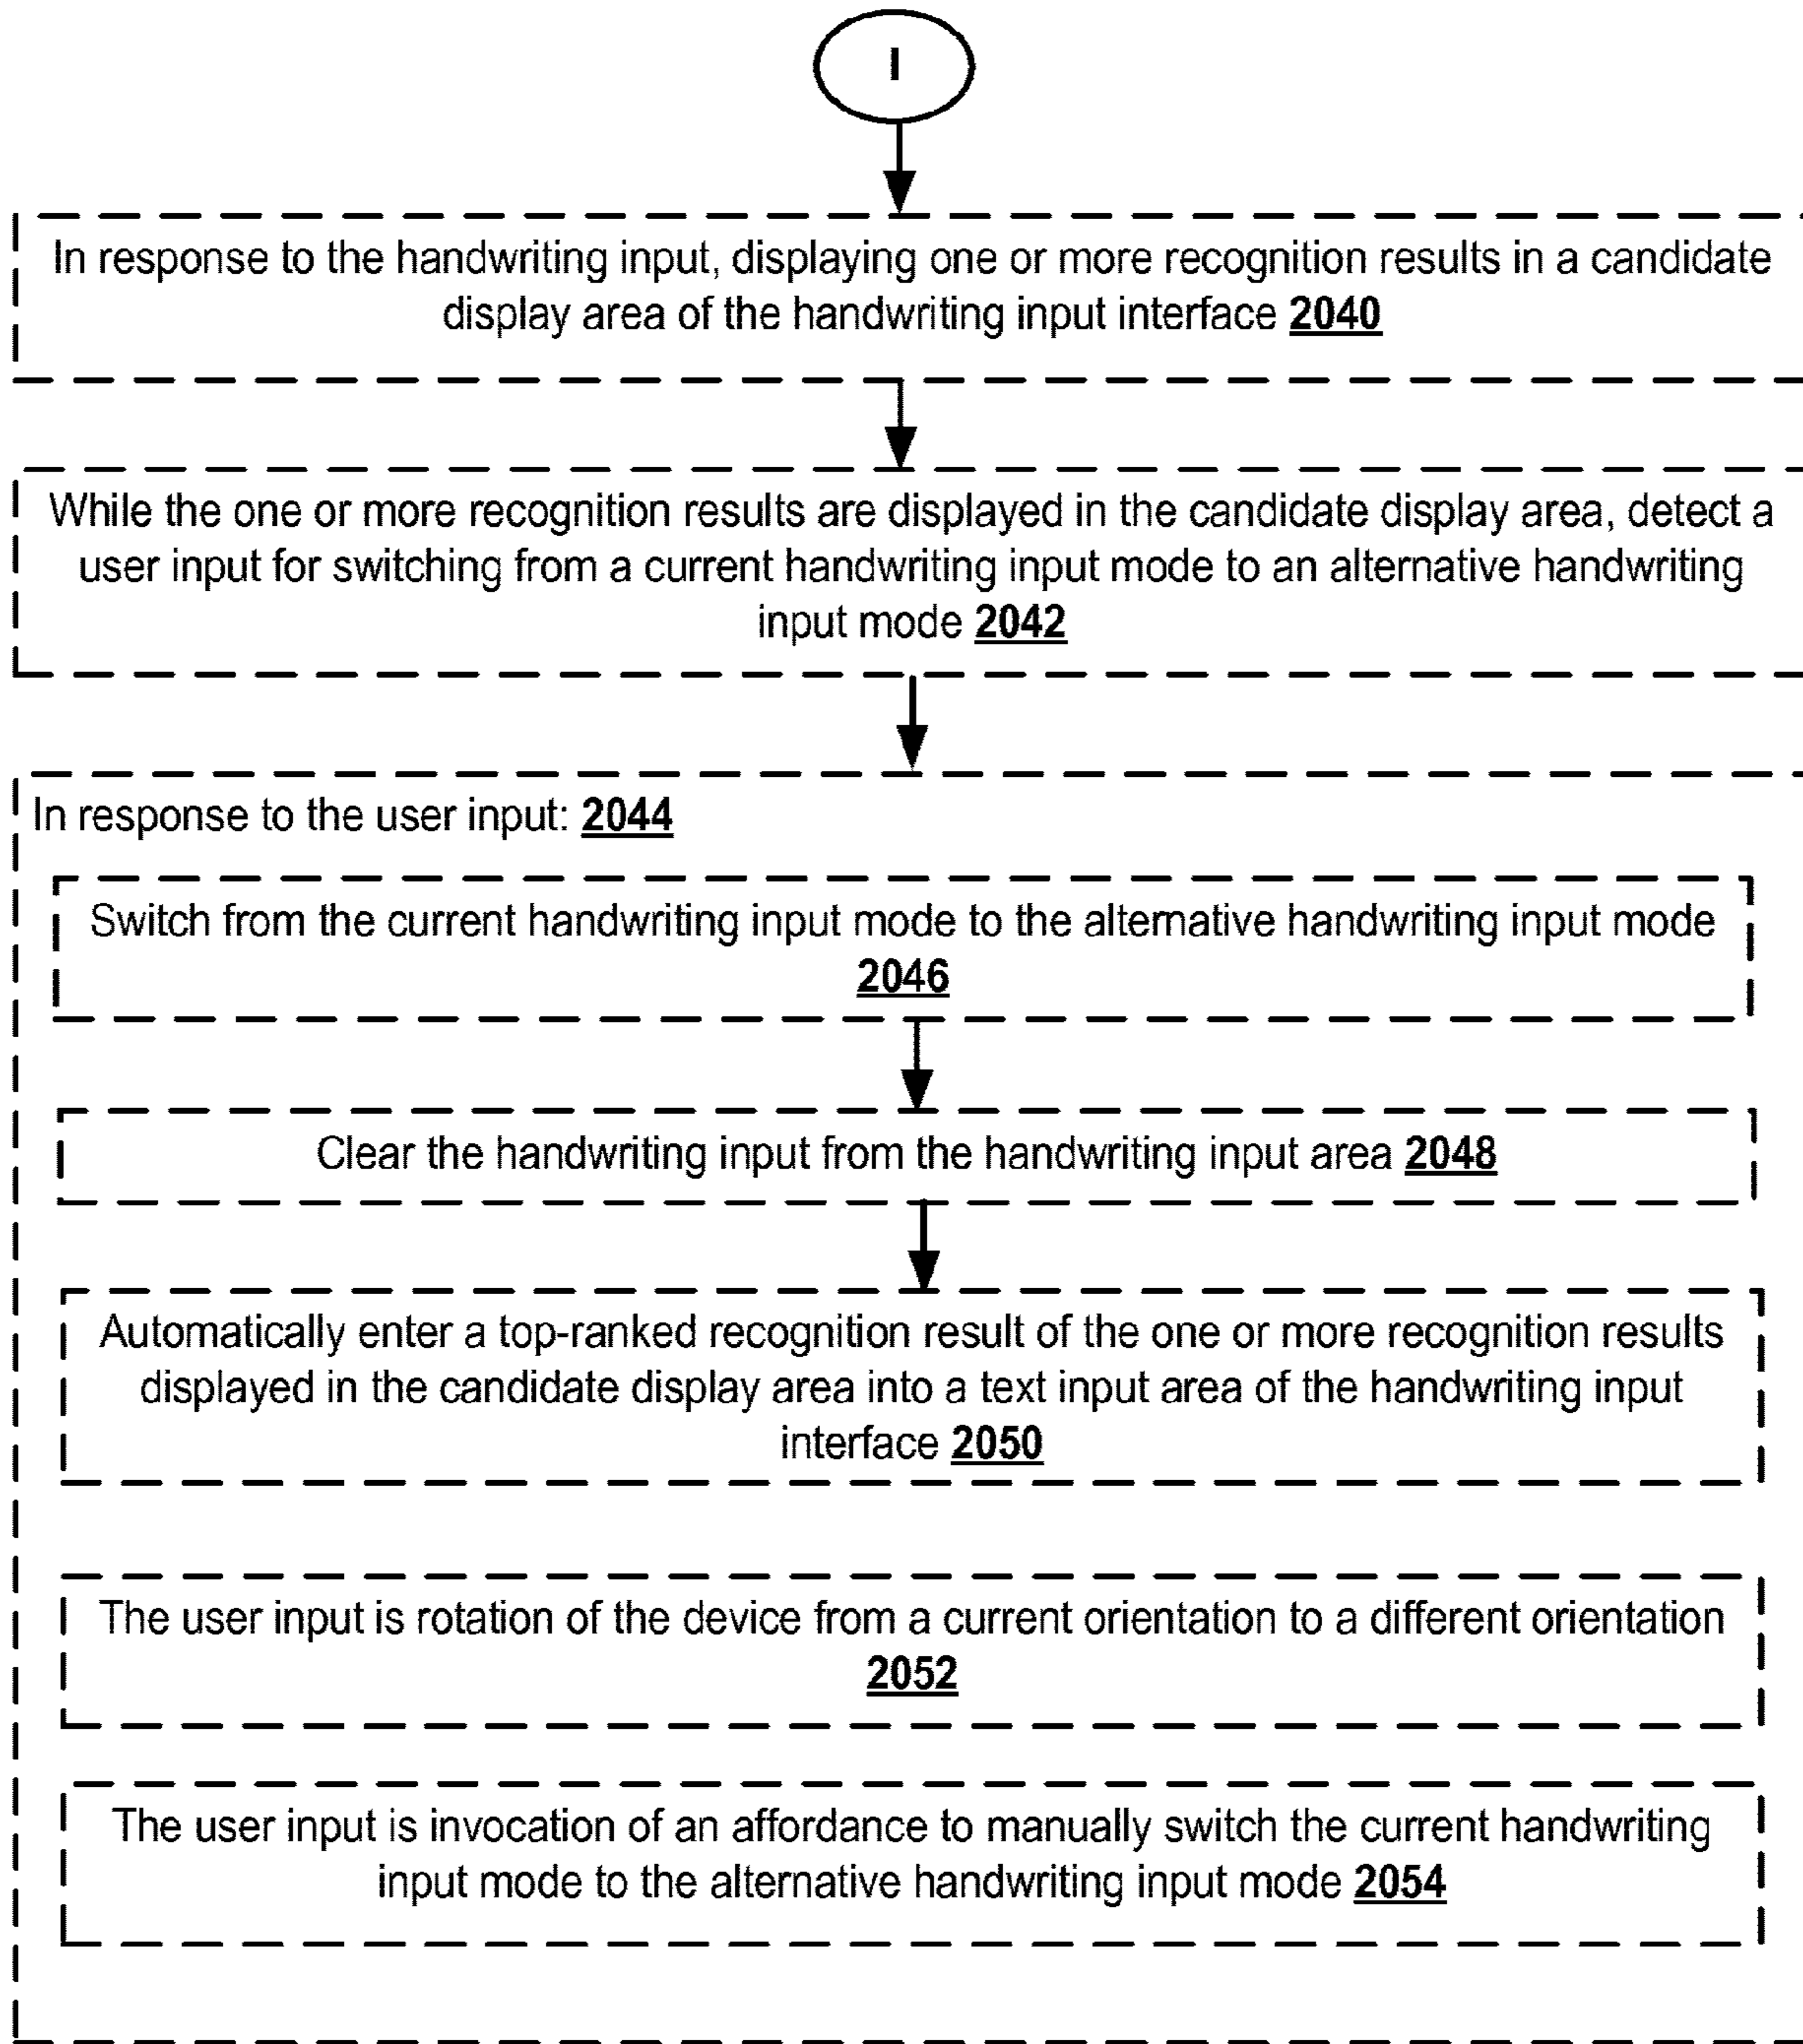 I
In response to the handwriting input, displaying one or more recognition results in a candidate
display area of the handwriting input interface 2040
While the one or more recognition results are displayed in the candidate display area, detect a
user input for switching from a current handwriting input mode to an alternative handwriting
input mode 2042
In response to the user input: 2044
Switch from the current handwriting input mode to the alternative handwriting input mode
2046
Clear the handwriting input from the handwriting input area 2048
Automatically enter a top-ranked recognition result of the one or more recognition results
displayed in the candidate display area into a text input area of the handwriting input
interface 2050
The user input is rotation of the device from a current orientation to a different orientation
2052
The user input is invocation of an affordance to manually switch the current handwriting
input mode to the alternative handwriting input mode 2054